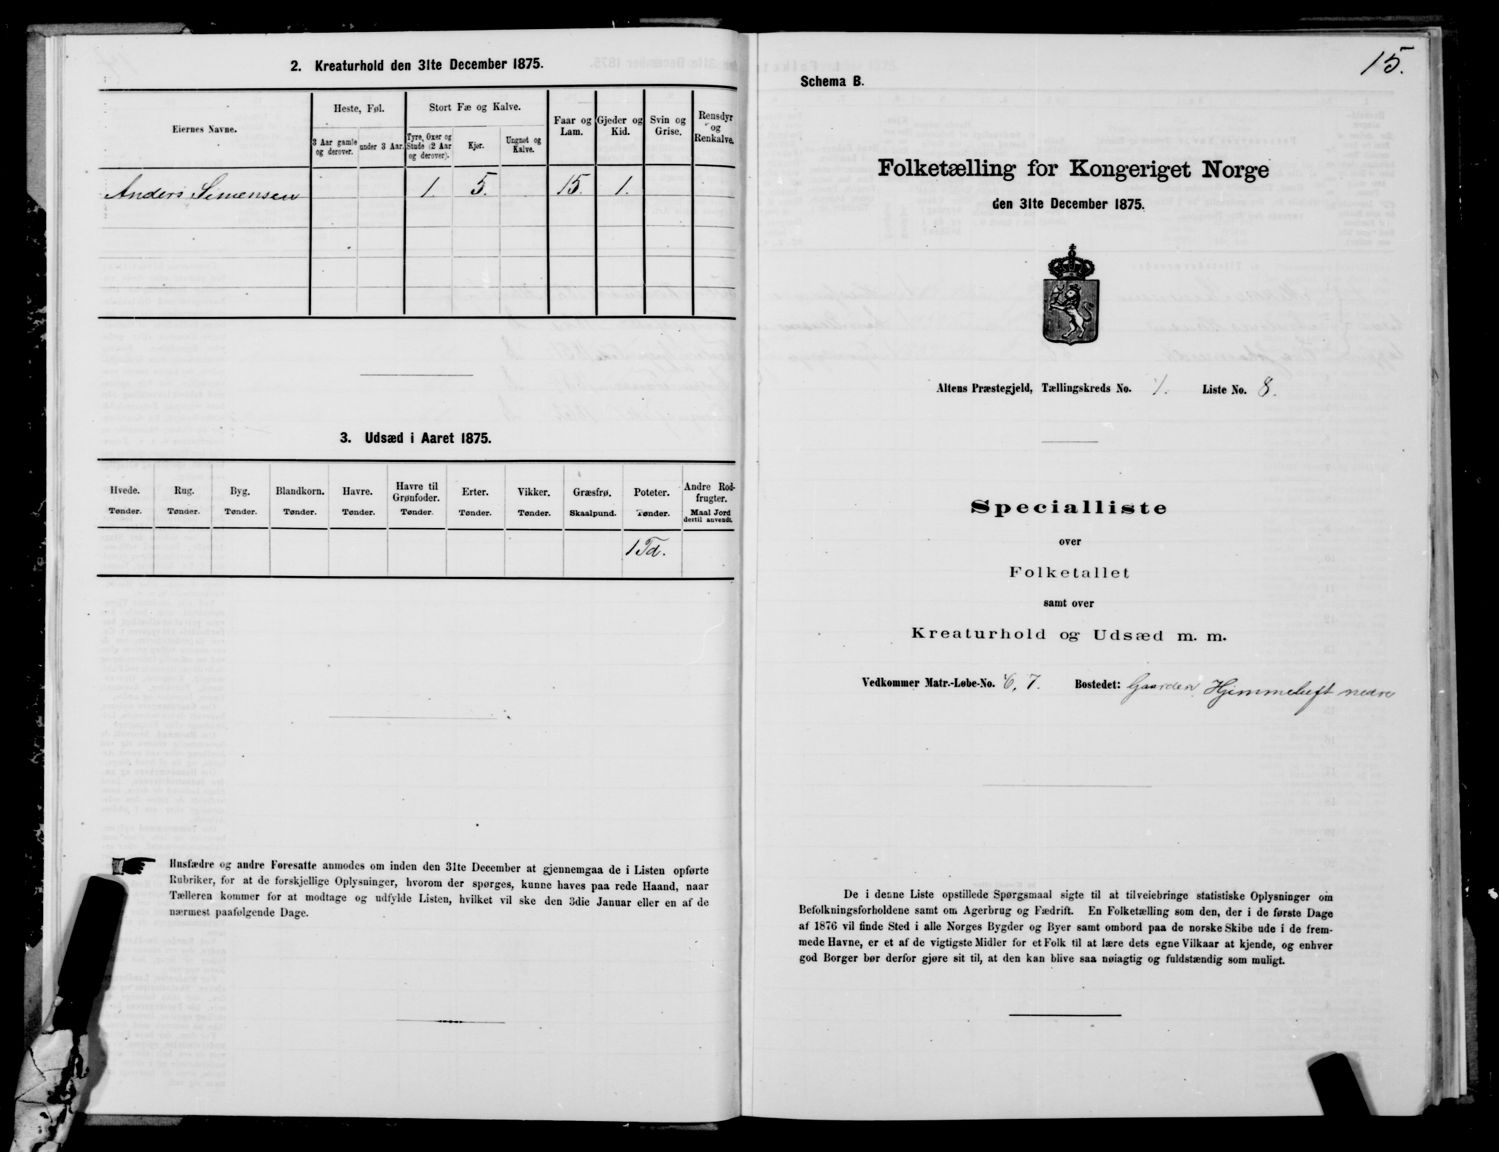 2. Kreaturhold den 31te December 1875.
Eiernes Navne.
Heste, Føl.
3 Aar gamle og derover.
under 3 Aar.
Stort Fæ og Kalve.
Tyre, Oxer og Stude (2 Aar og derover).
Kjør.
Ungnøt og Kalve.
Faar og Lam.
Gjeder og Kid.
Svin og Grise.
Rensdyr og Renkalve.
Anders Simensen 1. 5. 15. 1.
3. Udsæd i Aaret 1875.
Hvede. Tønder.
Rug. Tønder.
Byg. Tønder.
Blandkorn. Tønder.
Havre. Tønder.
Havre til Grønfoder. Tønder.
Erter. Tønder.
Vikker. Tønder.
Græsfrø. Skaalpund.
Poteter. Tønder.
Andre Rodfrugter. Maal Jord dertil anvendt.
1 Td.
Husfædre og andre Foresatte anmodes om inden den 31te December at gjennemgaa de i Listen opførte
Rubriker, for at de forskjellige Oplysninger, hvorom der spørges, kunne haves paa rede Haand, naar
Tælleren kommer for at modtage og udfylde Listen, hvilket vil ske den 3die Januar eller en af de
nærmest paafølgende Dage.
15.
Schema B.
Folketælling for Kongeriget Norge
den 31te December 1875.
Altens Præstegjeld, Tællingskreds No. 1. Liste No. 8.
Specialliste
over
Folketallet
samt over
Kreaturhold og Udsæd m. m.
Vedkommer Matr.-Løbe-No. 6, 7. Bostedet: Gaarden Hjemmeluft nedre
De i denne Liste opstillede Spørgsmaal sigte til at tilveiebringe statistiske Oplysninger om
Befolkningsforholdene samt om Agerbrug og Fædrift. En Folketælling som den, der i de første Dage
af 1876 vil finde Sted i alle Norges Bygder og Byer samt ombord paa de norske Skibe ude i de frem-
mede Havne, er et af de vigtigste Midler for et Folk til at lære dets egne Vilkaar at kjende, og enhver
god Borger bør derfor gjøre sit til, at den kan blive saa nøiagtig og fuldstændig som muligt.